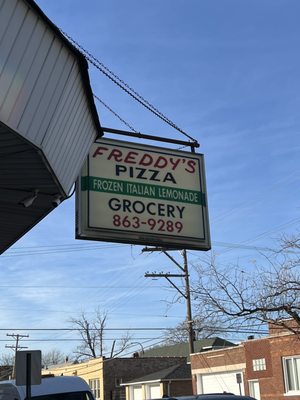 FREDDY'S
PIZZA
FROZEN ITALIAN LEMONADE
GROCERY
863-9289